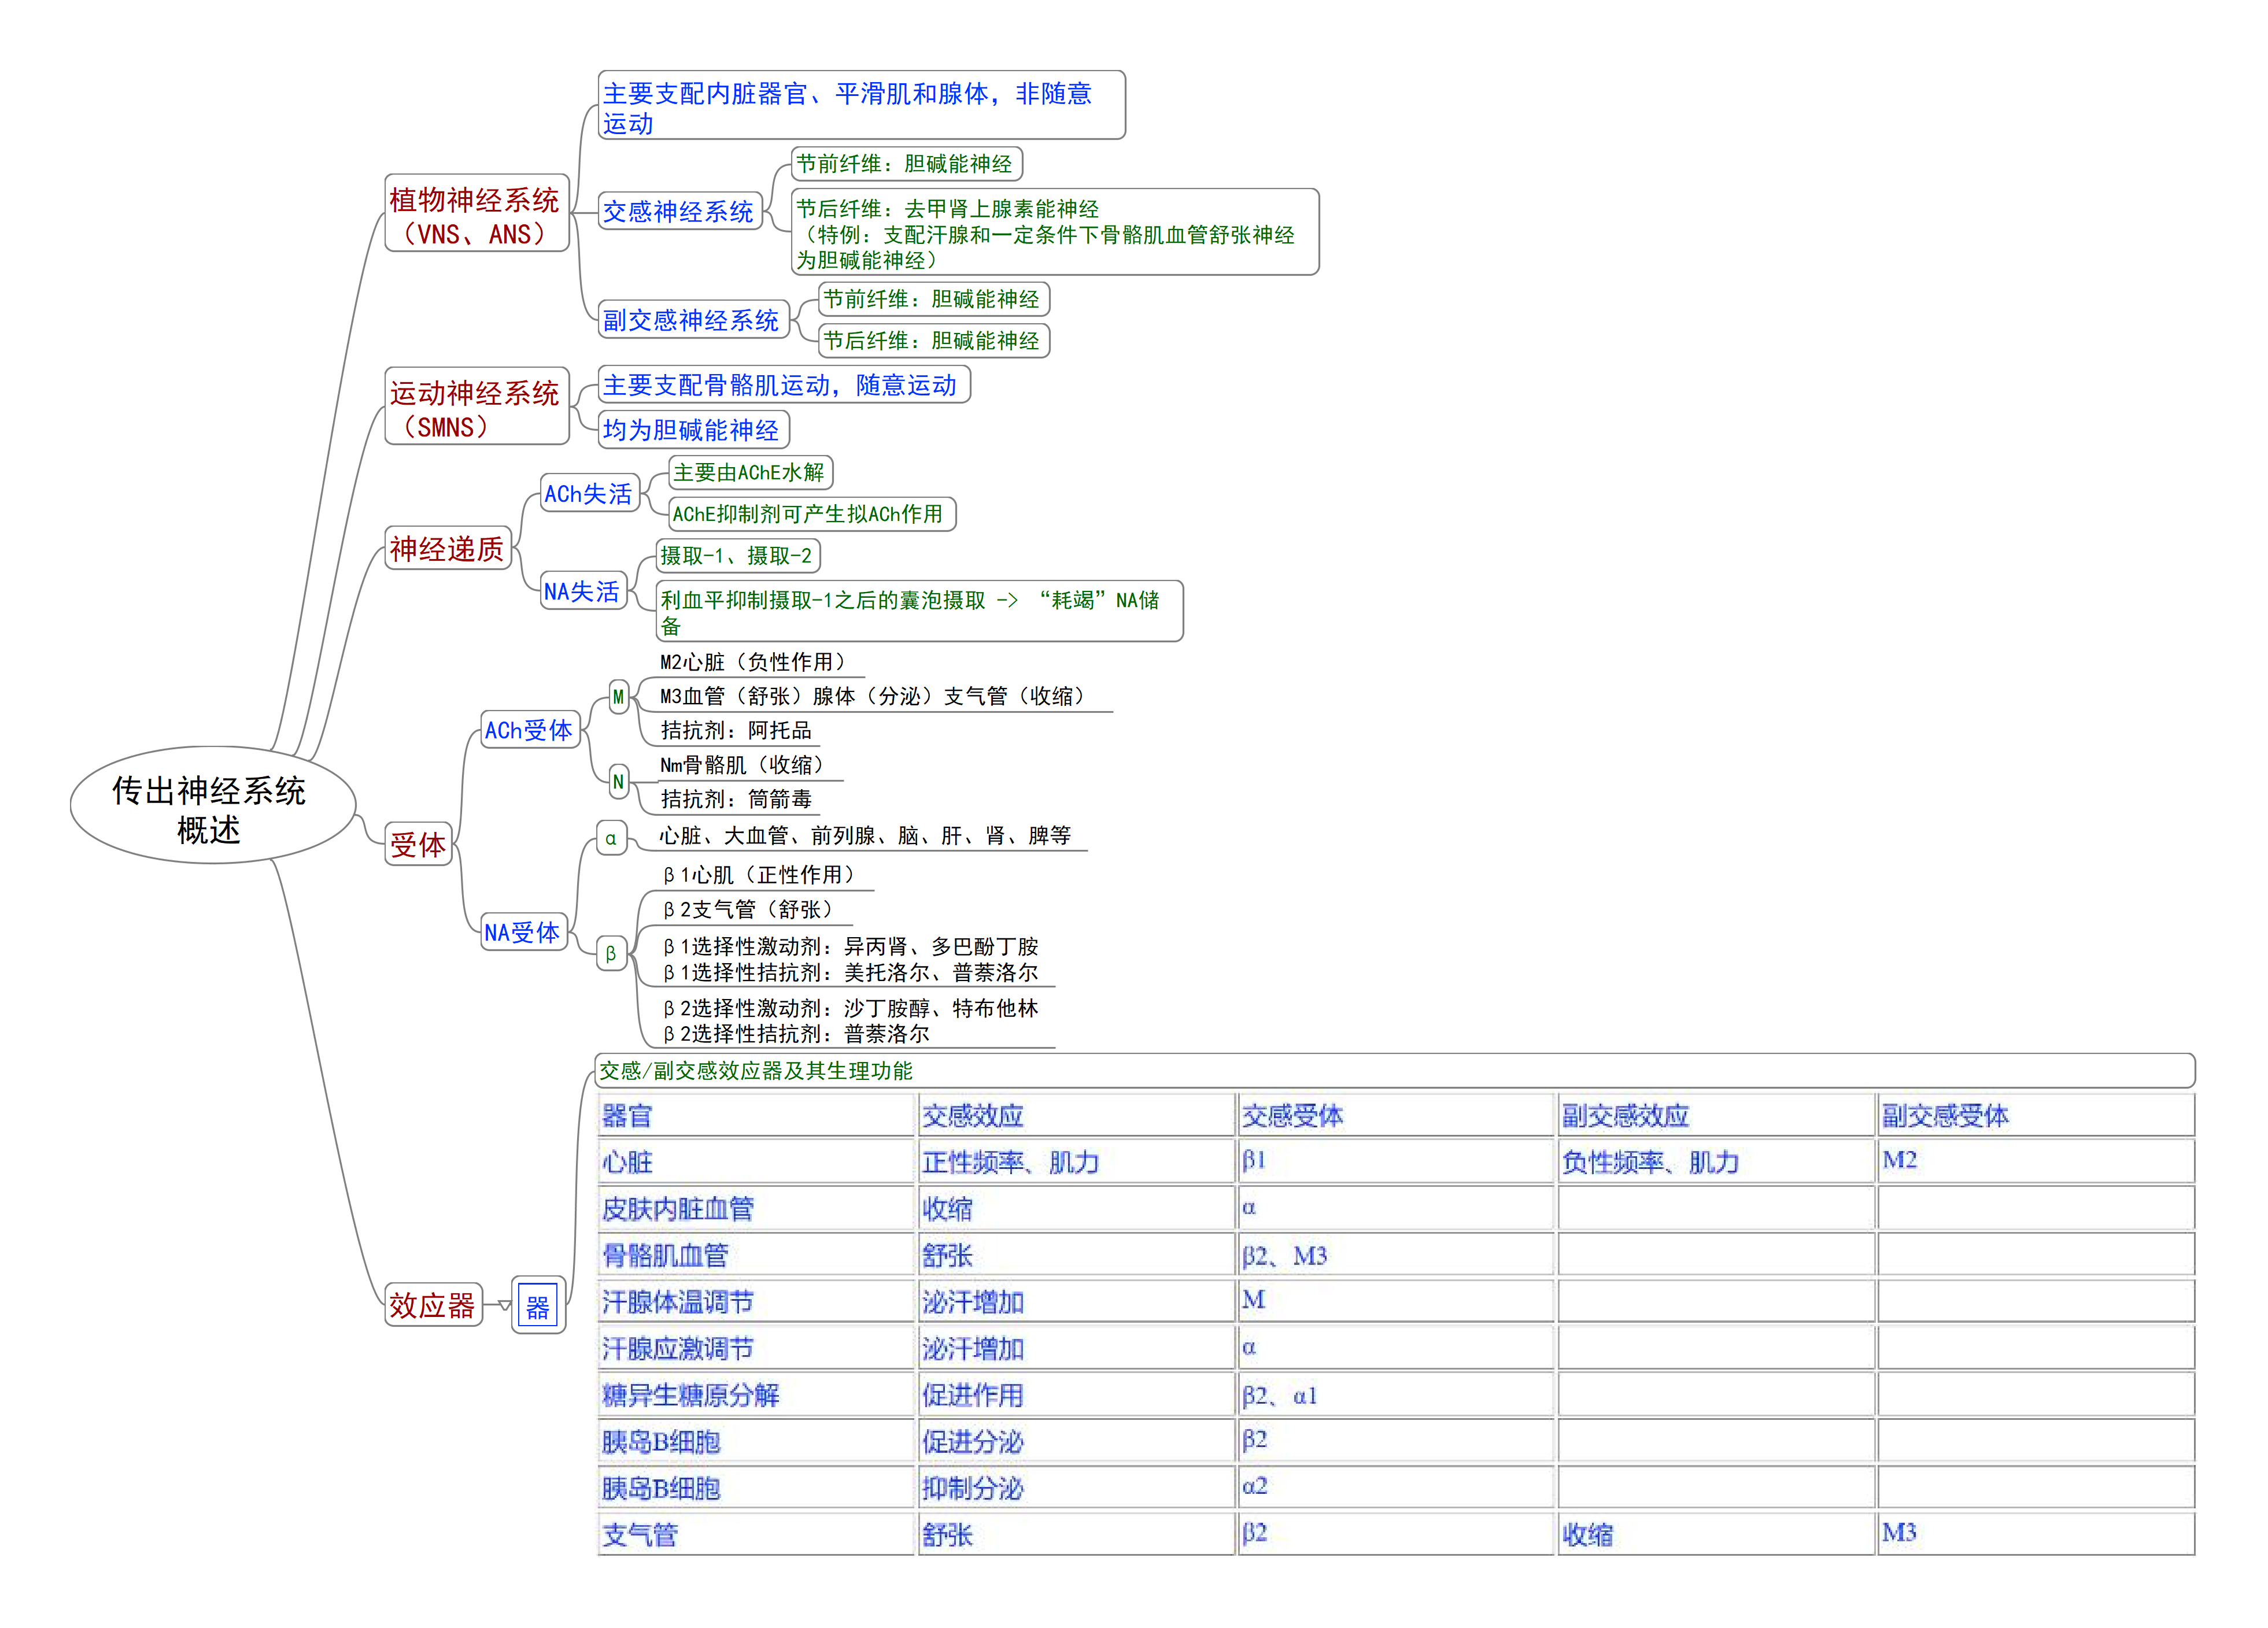 传出神经系统
概述
植物神经系统
（VNS、ANS）
主要支配内脏器官、平滑肌和腺体，非随意
运动
交感神经系统
节前纤维：胆碱能神经
节后纤维：去甲肾上腺素能神经
（特例：支配汗腺和一定条件下骨骼肌血管舒张神经
为胆碱能神经）
副交感神经系统
节前纤维：胆碱能神经
节后纤维：胆碱能神经
运动神经系统
（SMNS）
主要支配骨骼肌运动，随意运动
均为胆碱能神经
神经递质
ACh失活
主要由AChE水解
AChE抑制剂可产生拟ACh作用
NA失活
摄取-1、摄取-2
利血平抑制摄取-1之后的囊泡摄取 -> “耗竭”NA储
备
受体
ACh受体
M
M2心脏（负性作用）
M3血管（舒张）腺体（分泌）支气管（收缩）
拮抗剂：阿托品
N
Nm骨骼肌（收缩）
拮抗剂：筒箭毒
NA受体
α
心脏、大血管、前列腺、脑、肝、肾、脾等
β
β1心肌（正性作用）
β2支气管（舒张）
β1选择性激动剂：异丙肾、多巴酚丁胺
β1选择性拮抗剂：美托洛尔、普萘洛尔
β2选择性激动剂：沙丁胺醇、特布他林
β2选择性拮抗剂：普萘洛尔
效应器
器
交感/副交感效应器及其生理功能
器官 交感效应 交感受体 副交感效应 副交感受体
心脏 正性频率、肌力 β1 负性频率、肌力 M2
皮肤内脏血管 收缩 α
骨骼肌血管 舒张 β2、M3
汗腺体温调节 泌汗增加 M
汗腺应激调节 泌汗增加 α
糖异生糖原分解 促进作用 β2、α1
胰岛B细胞 促进分泌 β2
胰岛B细胞 抑制分泌 α2
支气管 舒张 β2 收缩 M3